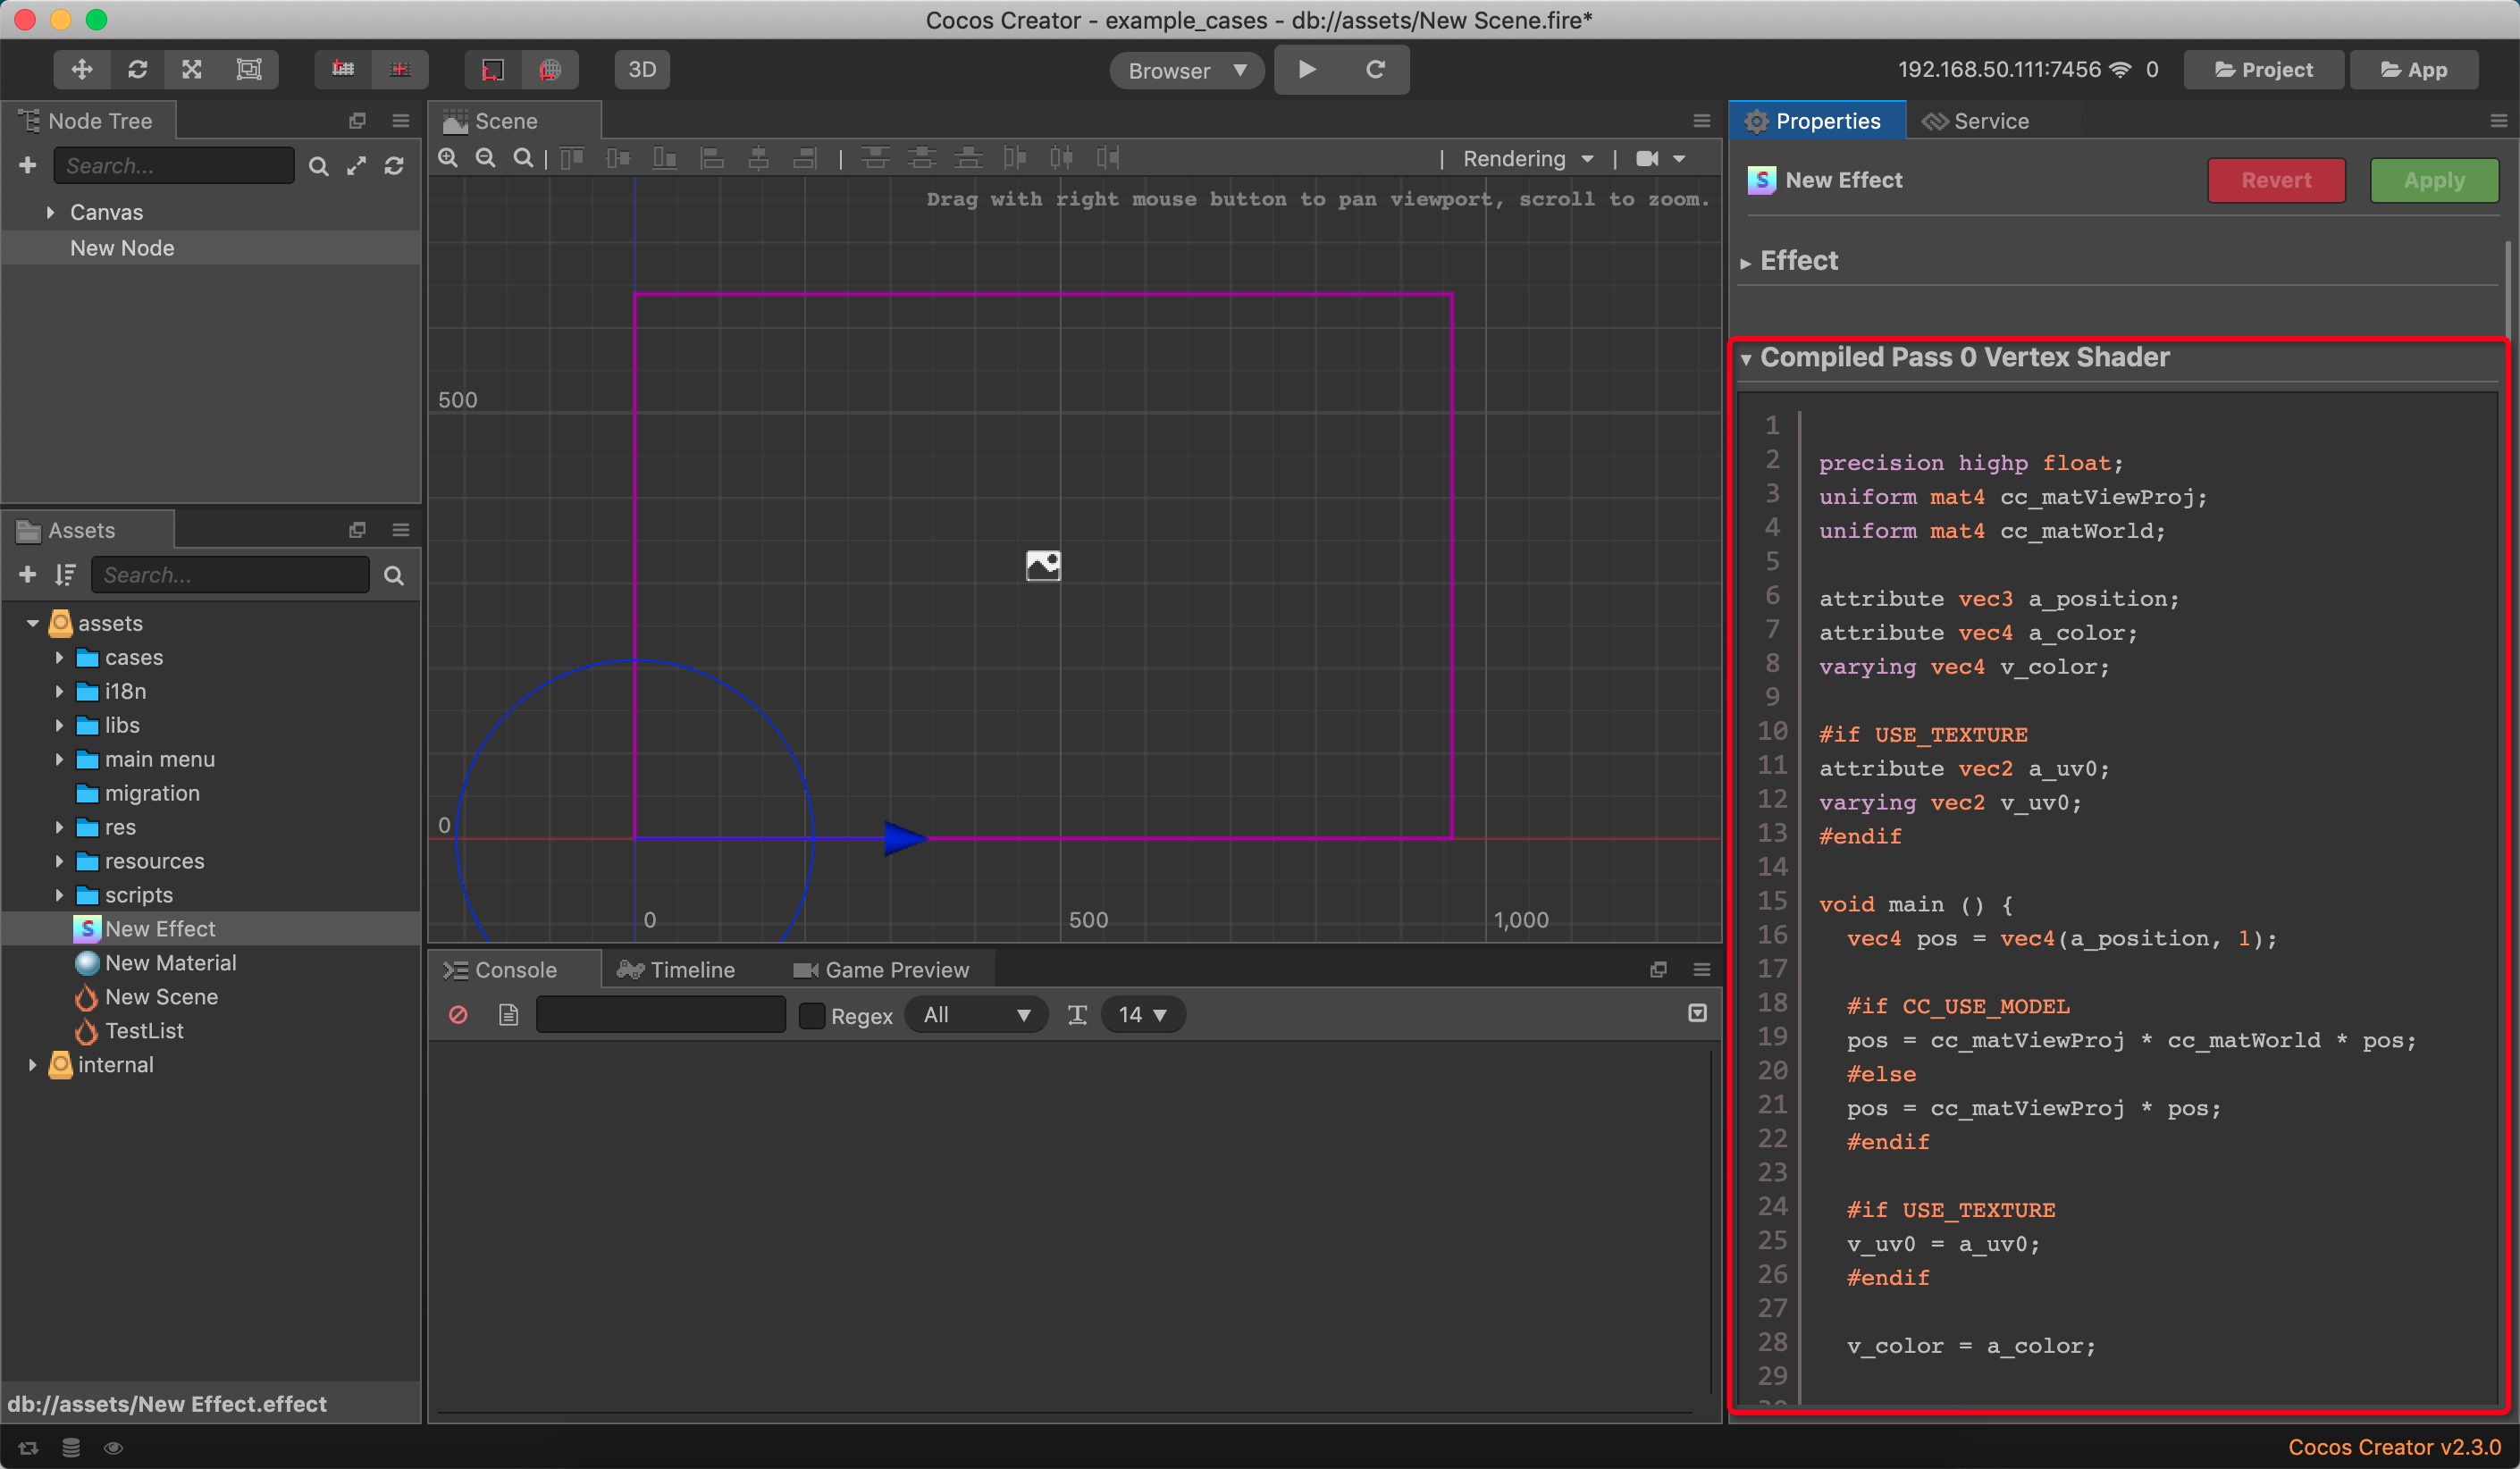 Cocos Creator - example_cases - db://assets/New Scene.fire*
3D
Browser
192.168.50.111:7456 0
Project
App
Node Tree
Search...
Canvas
New Node
Assets
Search...
assets
cases
i18n
libs
main menu
migration
res
resources
scripts
New Effect
New Material
New Scene
TestList
internal
db://assets/New Effect.effect
Scene
| | | Rendering |
Drag with right mouse button to pan viewport, scroll to zoom.
500
0
0 500 1,000
Console
Timeline
Game Preview
Regex
All
14
Properties
Service
New Effect
Revert
Apply
Effect
Compiled Pass 0 Vertex Shader
1
2 precision highp float;
3 uniform mat4 cc_matViewProj;
4 uniform mat4 cc_matWorld;
5
6 attribute vec3 a_position;
7 attribute vec4 a_color;
8 varying vec4 v_color;
9
10 #if USE_TEXTURE
11 attribute vec2 a_uv0;
12 varying vec2 v_uv0;
13 #endif
14
15 void main () {
16 vec4 pos = vec4(a_position, 1);
17
18 #if CC_USE_MODEL
19 pos = cc_matViewProj * cc_matWorld * pos;
20 #else
21 pos = cc_matViewProj * pos;
22 #endif
23
24 #if USE_TEXTURE
25 v_uv0 = a_uv0;
26 #endif
27
28 v_color = a_color;
29
Cocos Creator v2.3.0